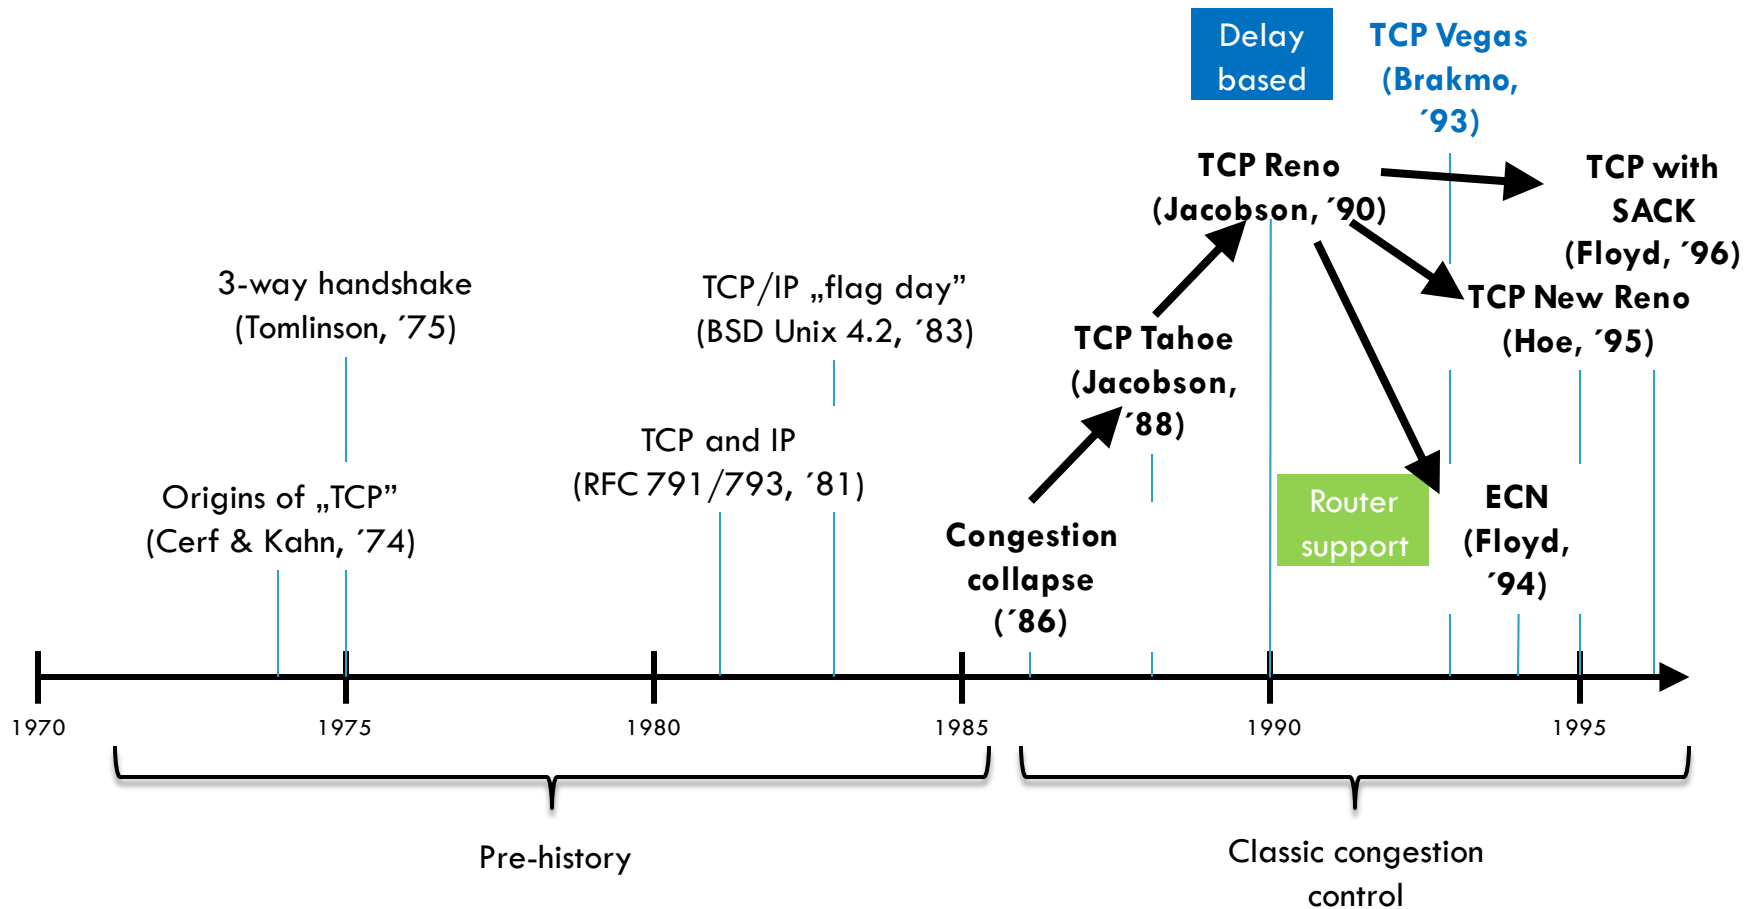 Delay
based
TCP Vegas
(Brakmo,
´93)
TCP Reno
(Jacobson, ´90)
TCP with
SACK
(Floyd, ´96)
3-way handshake
(Tomlinson, ´75)
TCP/IP „flag day”
(BSD Unix 4.2, ´83)
TCP New Reno
(Hoe, ´95)
TCP Tahoe
(Jacobson,
´88)
TCP and IP
(RFC 791/793, ´81)
Origins of „TCP”
(Cerf & Kahn, ´74)
Congestion
collapse
(´86)
Router
support
ECN
(Floyd,
´94)
1970
1975
1980
1985
1990
1995
Pre-history
Classic congestion
control